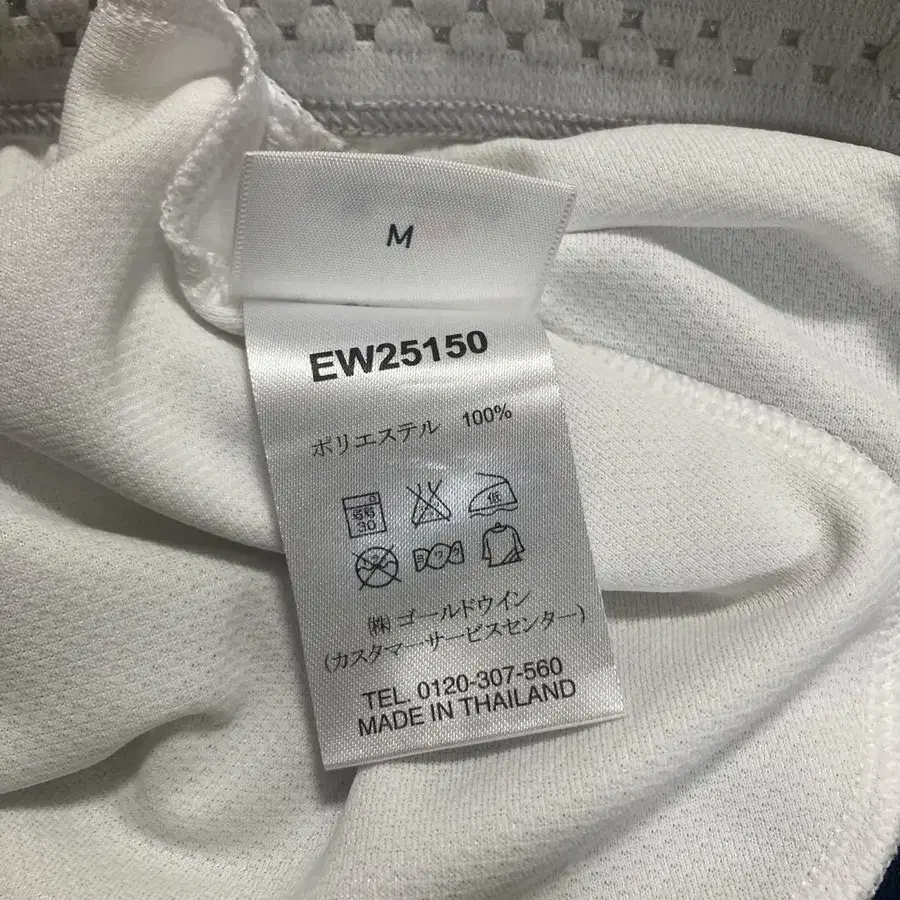 M
EW25150
ポリエステル 100%
30
低
(株)ゴールドウイン
(カスタマーサービスセンター)
TEL. 0120-307-560
MADE IN THAILAND